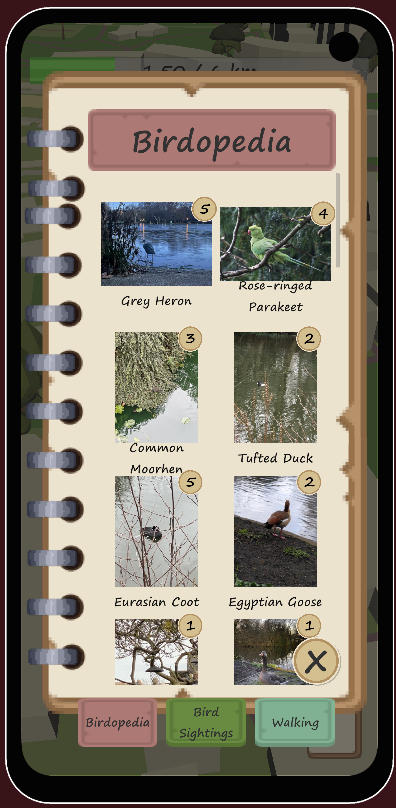 1.50 / 6 km
Birdopedia
5
4
Grey Heron
Rose-ringed
Parakeet
3
2
Common
Moorhen
Tufted Duck
5
2
Eurasian Coot
Egyptian Goose
1
1
X
Birdopedia
Bird
Sightings
Walking